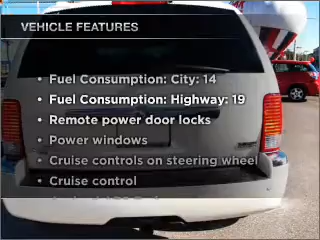 VEHICLE FEATURES
• Fuel Consumption: City: 14
• Fuel Consumption: Highway: 19
• Remote power door locks
• Power windows
• Cruise controls on steering wheel
• Cruise control